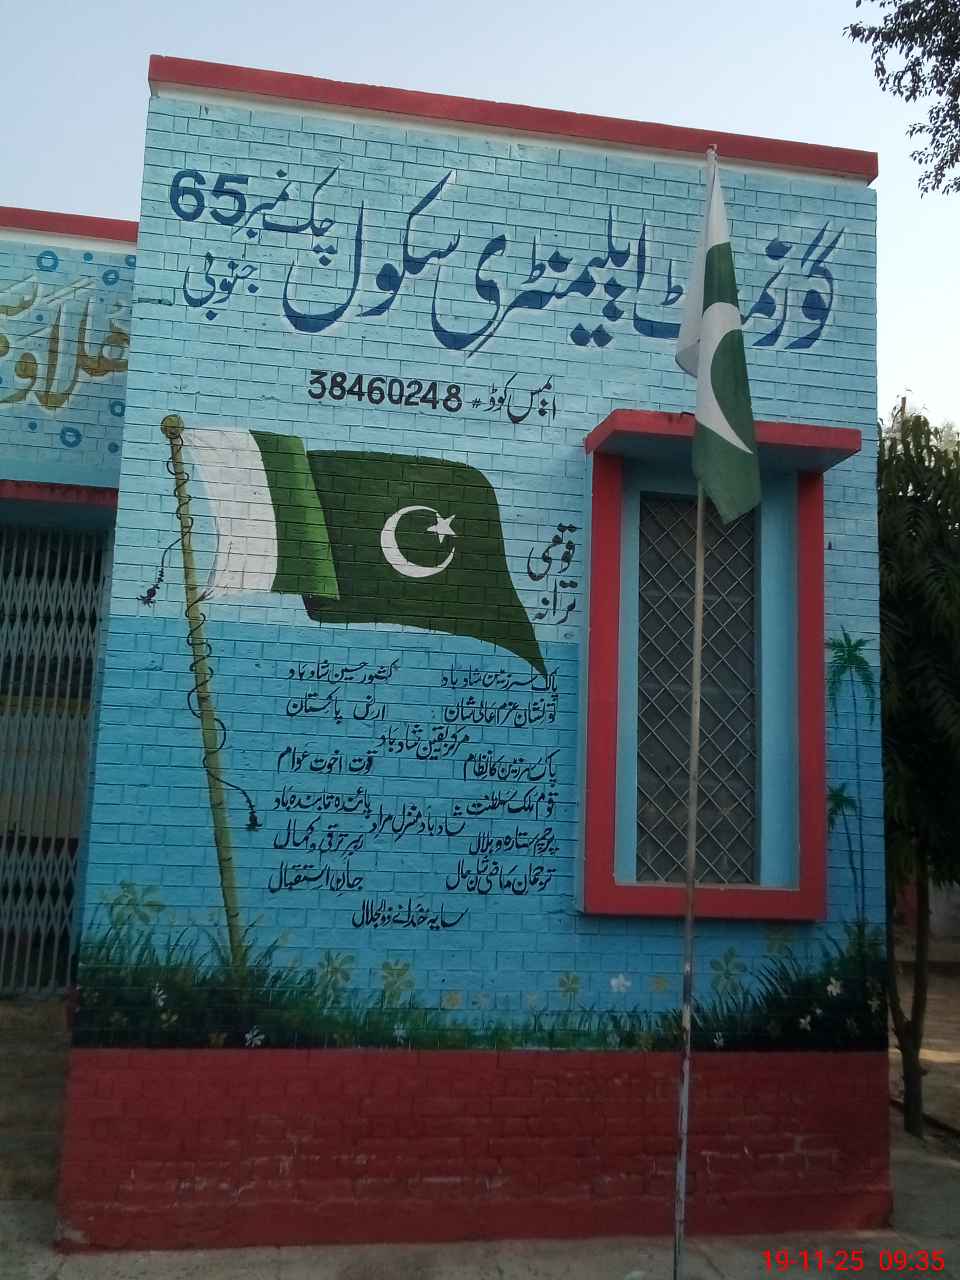 گورنمنٹ ایلیمنٹری سکول چک نمبر 65 جنوبی
ایمس کوڈ # 38460248
قومی
ترانہ
پاک سرزمین شاد باد کشور حسین شاد باد
تو نشان عزم عالی شان ارض پاکستان
مرکز یقین شاد باد
پاک سرزمین کا نظام قوت اخوت عوام
قوم ملک سلطنت پائندہ تابندہ باد
شاد باد منزل مراد
پرچم ستارہ و ہلال رہبر ترقی و کمال
ترجمان ماضی شان حال جان استقبال
سایہ خدائے ذوالجلال
19-11-25 09:35